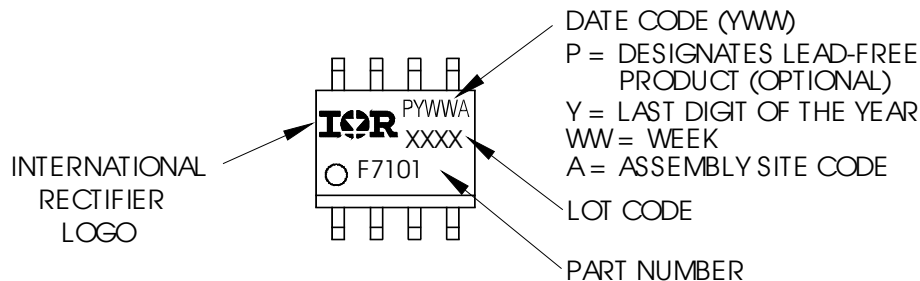 DATE CODE (YWW)
P = DESIGNATES LEAD-FREE
PRODUCT (OPTIONAL)
Y = LAST DIGIT OF THE YEAR
WW = WEEK
A = ASSEMBLY SITE CODE
LOT CODE
PART NUMBER
INTERNATIONAL
RECTIFIER
LOGO
PYWWA
IOR
XXXX
F7101